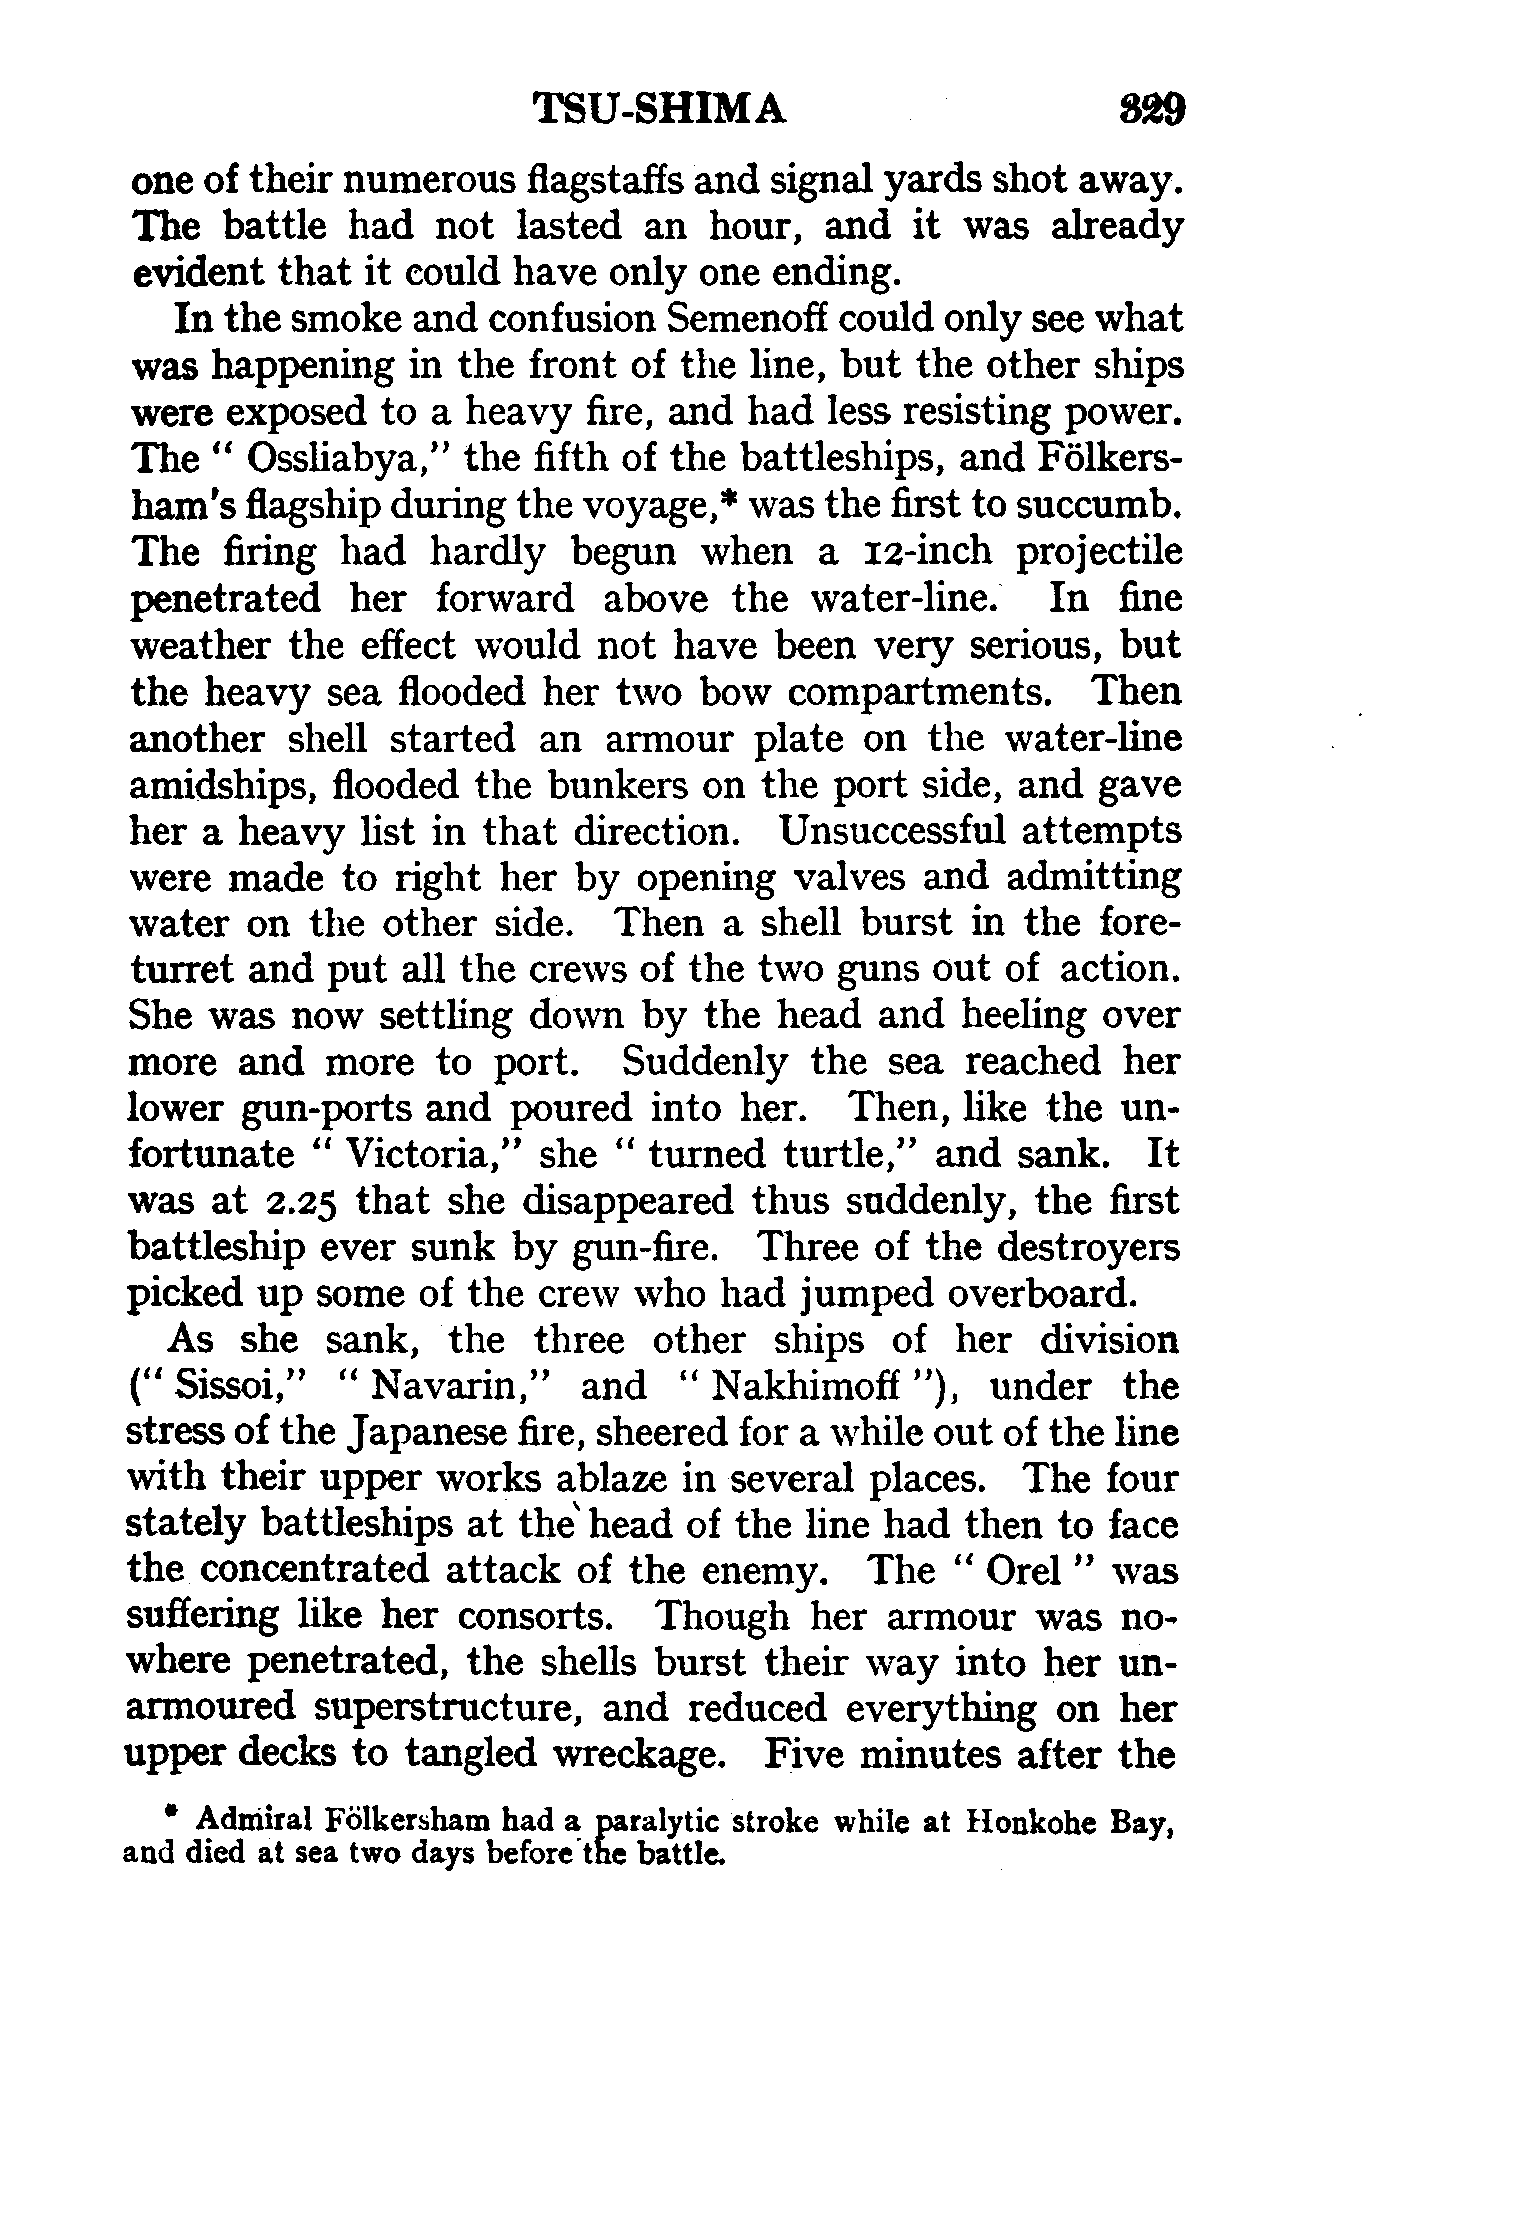 TSU-SHIMA 329
one of their numerous flagstaffs and signal yards shot away.
The battle had not lasted an hour, and it was already
evident that it could have only one ending.
In the smoke and confusion Semenoff could only see what
was happening in the front of the line, but the other ships
were exposed to a heavy fire, and had less resisting power.
The " Ossliabya," the fifth of the battleships, and Fölkers-
ham's flagship during the voyage,* was the first to succumb.
The firing had hardly begun when a 12-inch projectile
penetrated her forward above the water-line. In fine
weather the effect would not have been very serious, but
the heavy sea flooded her two bow compartments. Then
another shell started an armour plate on the water-line
amidships, flooded the bunkers on the port side, and gave
her a heavy list in that direction. Unsuccessful attempts
were made to right her by opening valves and admitting
water on the other side. Then a shell burst in the fore-
turret and put all the crews of the two guns out of action.
She was now settling down by the head and heeling over
more and more to port. Suddenly the sea reached her
lower gun-ports and poured into her. Then, like the un-
fortunate " Victoria," she " turned turtle," and sank. It
was at 2.25 that she disappeared thus suddenly, the first
battleship ever sunk by gun-fire. Three of the destroyers
picked up some of the crew who had jumped overboard.
As she sank, the three other ships of her division
(" Sissoi," " Navarin," and " Nakhimoff "), under the
stress of the Japanese fire, sheered for a while out of the line
with their upper works ablaze in several places. The four
stately battleships at the head of the line had then to face
the concentrated attack of the enemy. The " Orel " was
suffering like her consorts. Though her armour was no-
where penetrated, the shells burst their way into her un-
armoured superstructure, and reduced everything on her
upper decks to tangled wreckage. Five minutes after the
* Admiral Fölkersham had a paralytic stroke while at Honkohe Bay,
and died at sea two days before the battle.